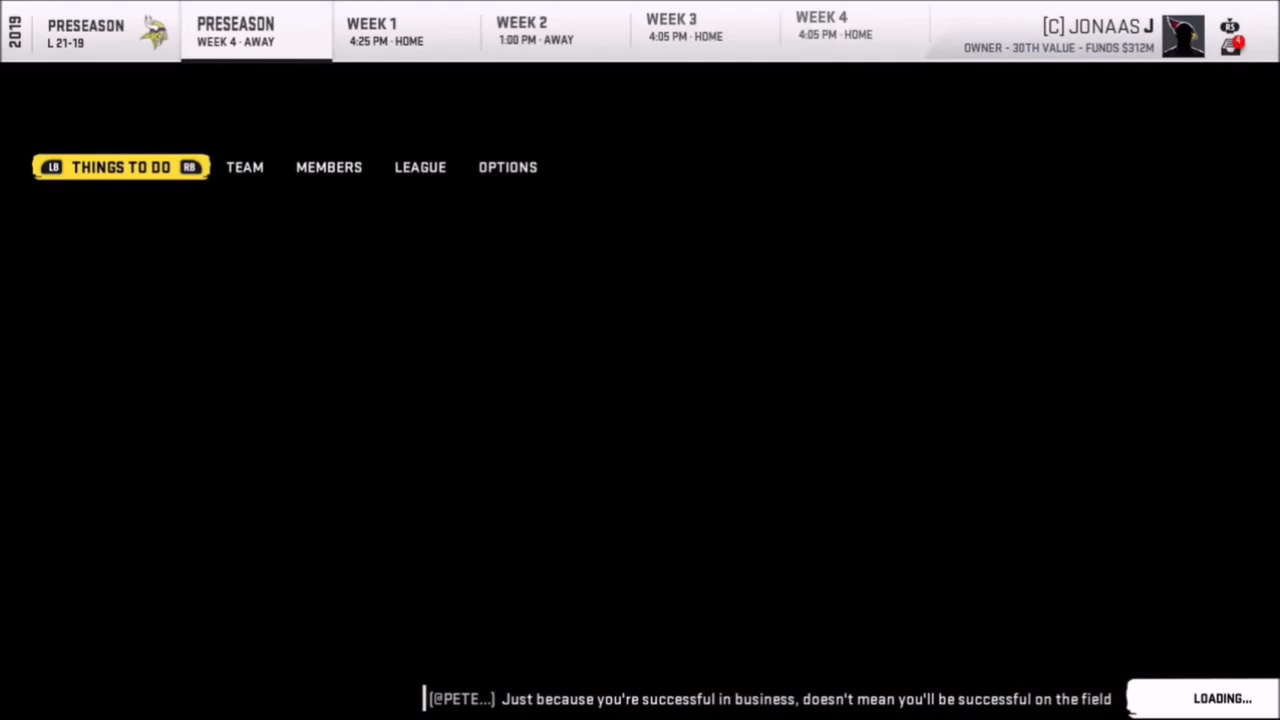 2019
PRESEASON
L 21-19
PRESEASON
WEEK 4 · AWAY
WEEK 1
4:25 PM · HOME
WEEK 2
1:00 PM · AWAY
WEEK 3
4:05 PM · HOME
WEEK 4
4:05 PM · HOME
[C] JONAAS J
OWNER - 30TH VALUE - FUNDS $312M
RS
4
LB THINGS TO DO RB
TEAM
MEMBERS
LEAGUE
OPTIONS
[@PETE...] Just because you're successful in business, doesn't mean you'll be successful on the field
LOADING...